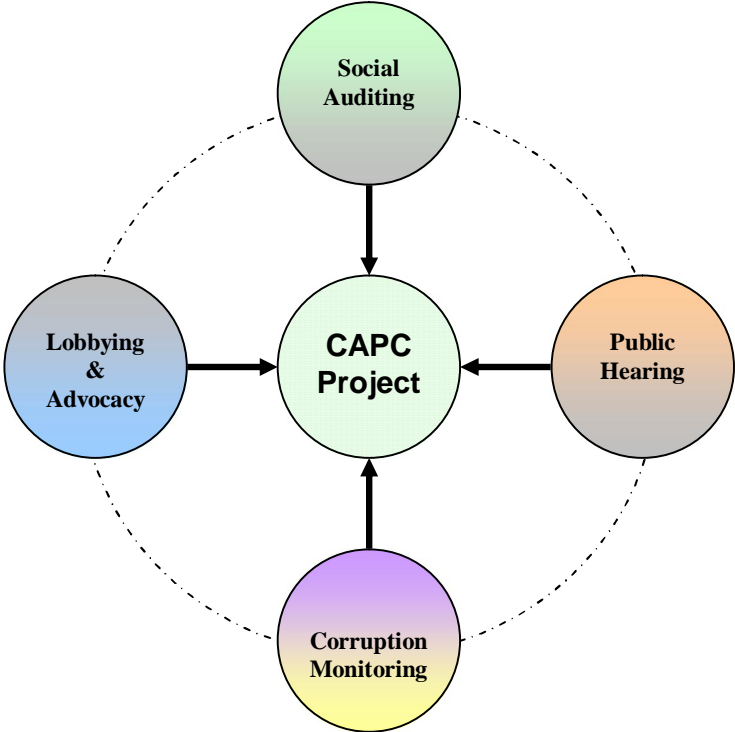 Social
Auditing
Lobbying
&
Advocacy
CAPC
Project
Public
Hearing
Corruption
Monitoring